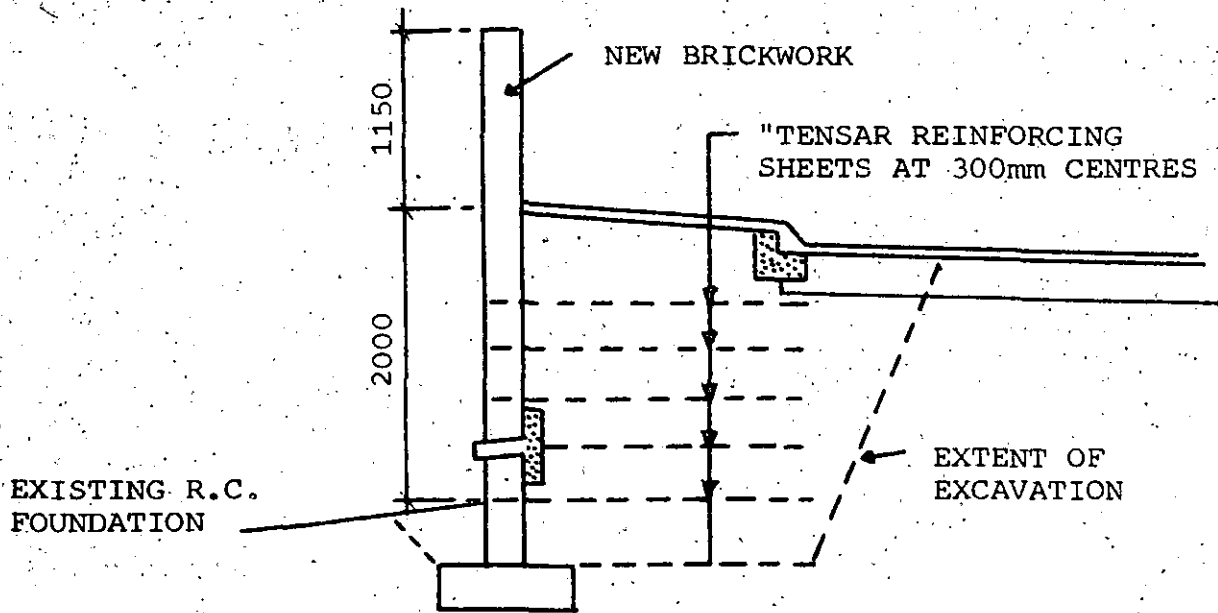 NEW BRICKWORK
1150
"TENSAR REINFORCING
SHEETS AT 300mm CENTRES
2000
EXISTING R.C.
FOUNDATION
EXTENT OF
EXCAVATION